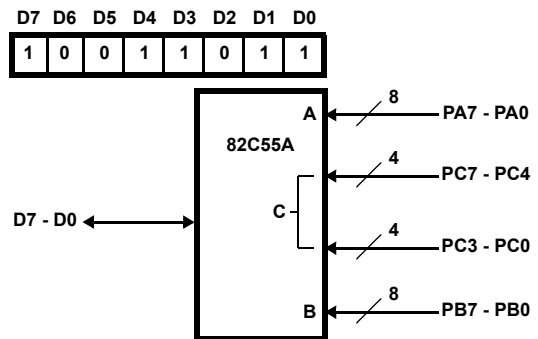 D7 D6 D5 D4 D3 D2 D1 D0
1 0 0 1 1 0 1 1
A
8
PA7 - PA0
82C55A
4
PC7 - PC4
D7 - D0
C
4
PC3 - PC0
B
8
PB7 - PB0